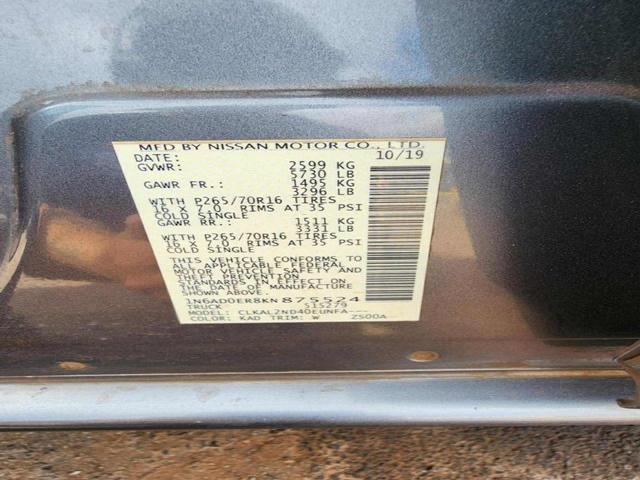 MFD BY NISSAN MOTOR CO., LTD.
DATE: 10/19
GVWR: 2599 KG
5730 LB
GAWR FR.: 1495 KG
3296 LB
WITH P265/70R16 TIRES
16 X 7.0 RIMS AT 35 PSI
COLD SINGLE
GAWR RR.: 1511 KG
3331 LB
WITH P265/70R16 TIRES
16 X 7.0 RIMS AT 35 PSI
COLD SINGLE
THIS VEHICLE CONFORMS TO
ALL APPLICABLE FEDERAL
MOTOR VEHICLE SAFETY AND
THEFT PREVENTION
STANDARDS IN EFFECT ON
THE DATE OF MANUFACTURE
SHOWN ABOVE.
1N6AD0ER8KN875524
TRUCK 515279
MODEL: CLKAL2ND40EUNFA---
COLOR: KAD TRIM: W ZS00A